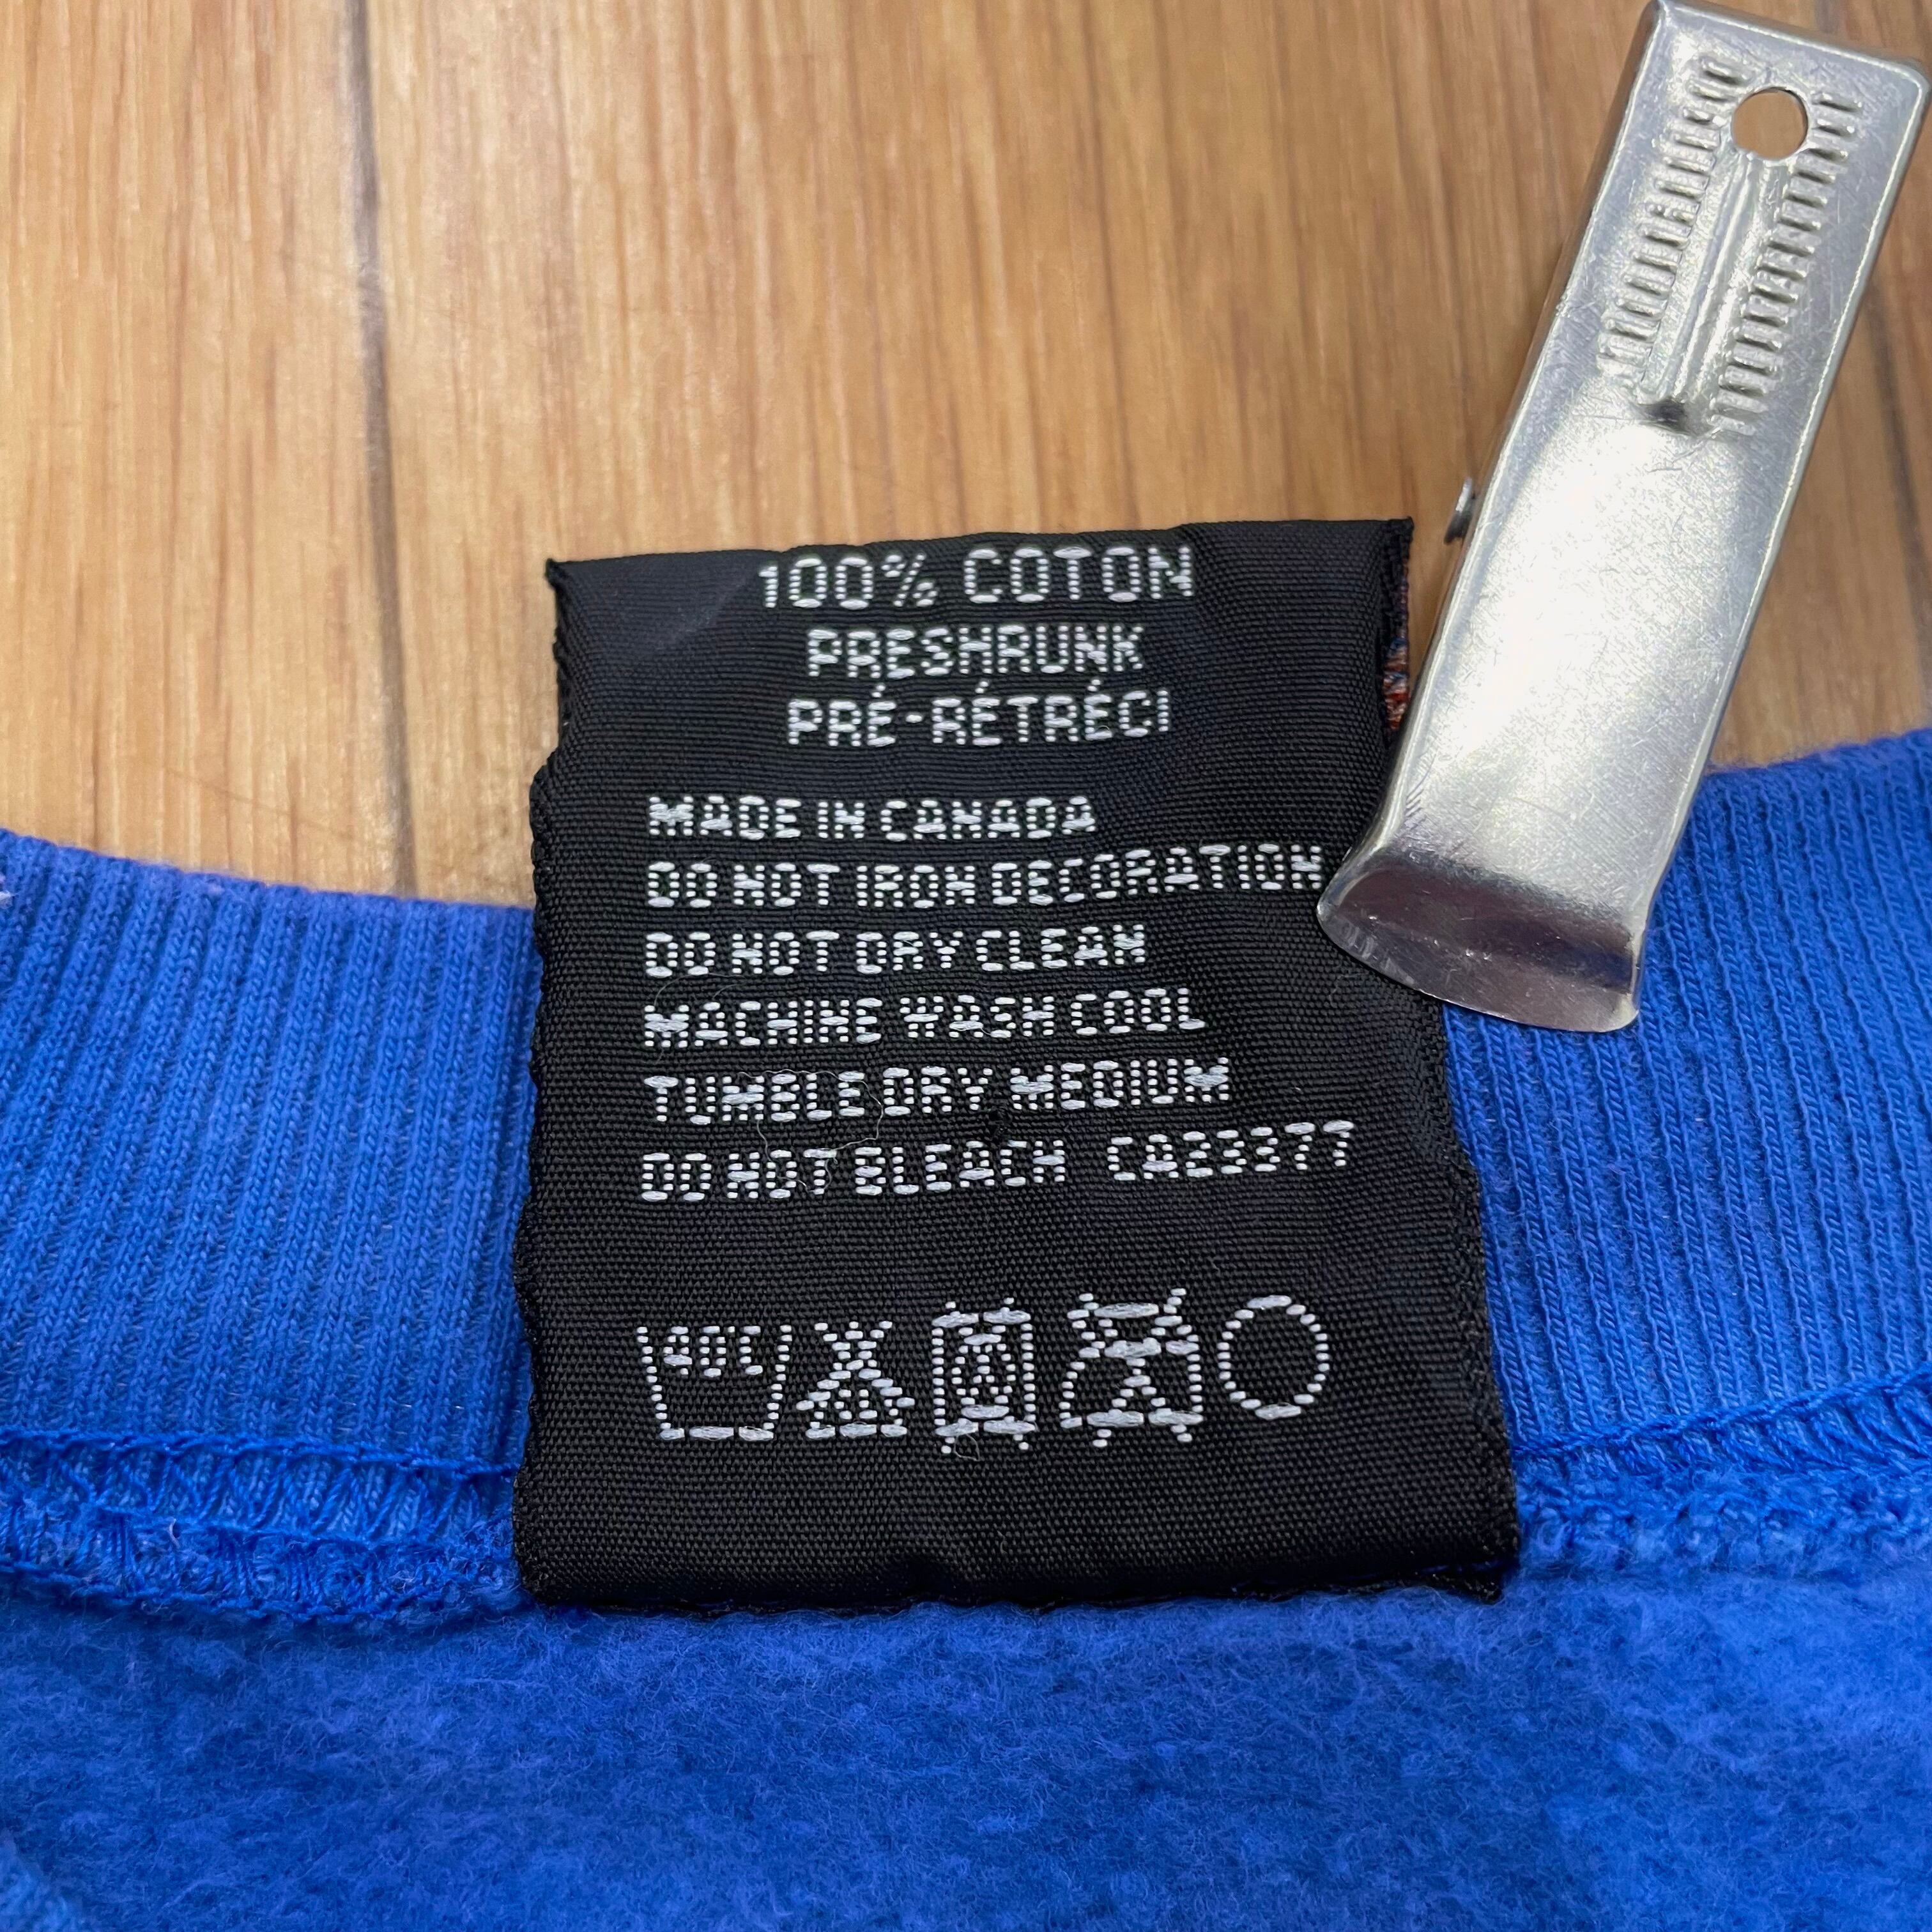 100% COTON
PRESHRUNK
PRÉ-RÉTRÉCI
MADE IN CANADA
DO NOT IRON DECORATION
DO NOT DRY CLEAN
MACHINE WASH COOL
TUMBLE DRY MEDIUM
DO NOT BLEACH CA23377
40°C